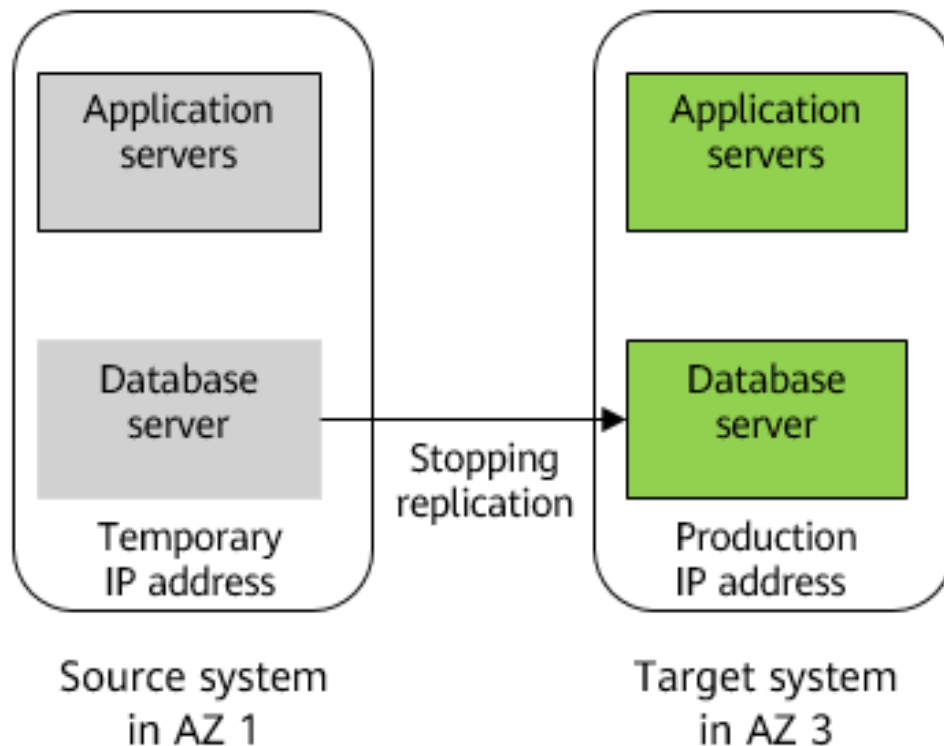 Application
servers
Application
servers
Database
server
Database
server
Stopping
replication
Temporary
IP address
Production
IP address
Source system
in AZ 1
Target system
in AZ 3